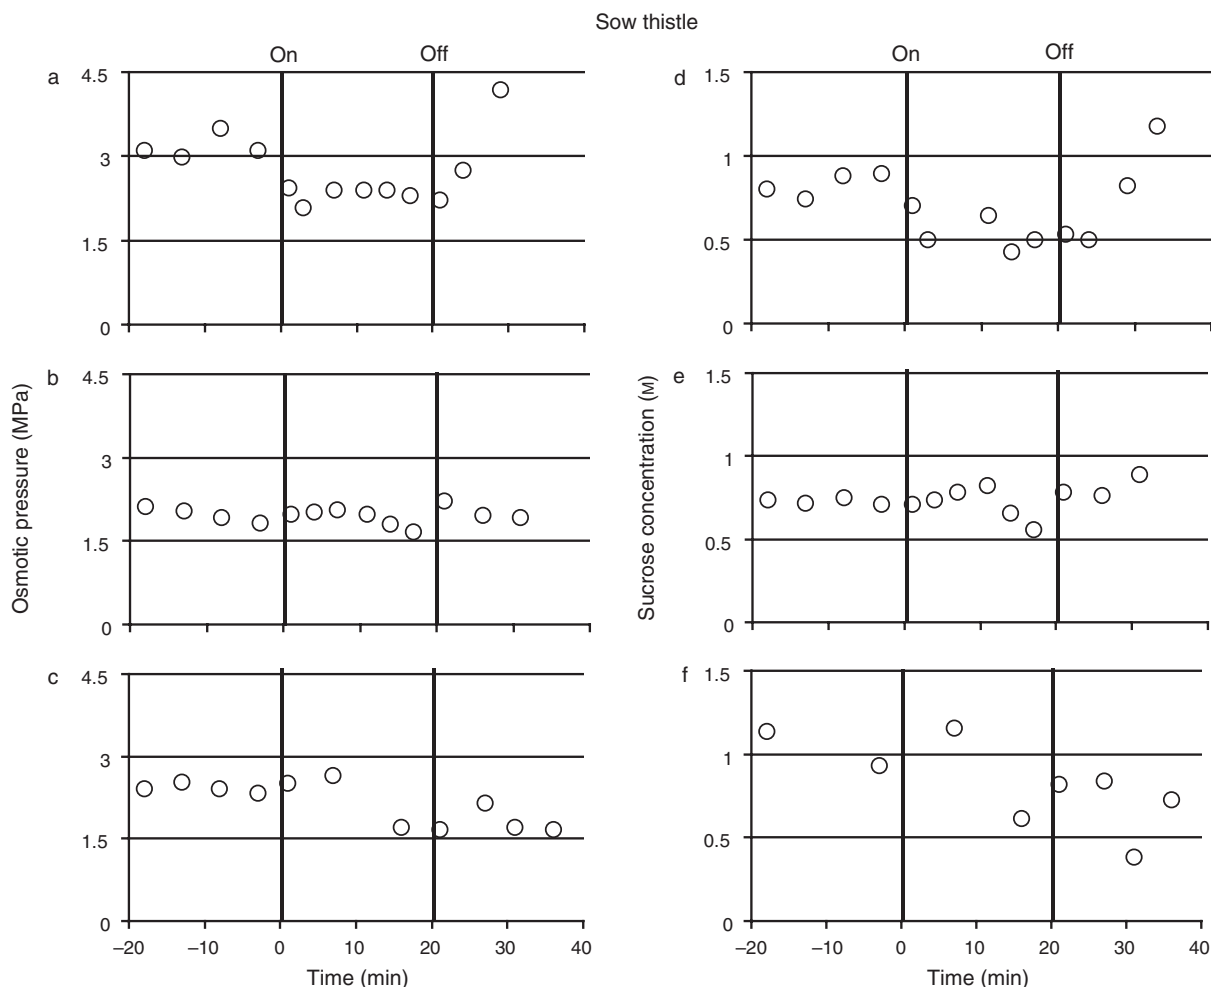 Sow thistle
On Off
a 4.5
3
1.5
0
b 4.5
3
1.5
0
c 4.5
3
1.5
0
–20 –10 0 10 20 30 40
Time (min)
Osmotic pressure (MPa)
On Off
d 1.5
1
0.5
0
e 1.5
1
0.5
0
f 1.5
1
0.5
0
–20 –10 0 10 20 30 40
Time (min)
Sucrose concentration (M)